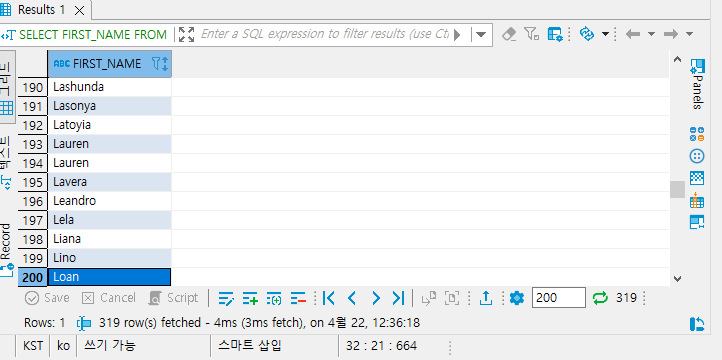 Results 1
SELECT FIRST_NAME FROM Enter a SQL expression to filter results (use Ct
ABC FIRST_NAME
190 Lashunda
191 Lasonya
192 Latoyia
193 Lauren
194 Lauren
195 Lavera
196 Leandro
197 Lela
198 Liana
199 Lino
200 Loan
그리드
텍스트
Record
Panels
Save Cancel Script 200 319
Rows: 1 319 row(s) fetched - 4ms (3ms fetch), on 4월 22, 12:36:18
KST ko 쓰기 가능 스마트 삽입 32 : 21 : 664